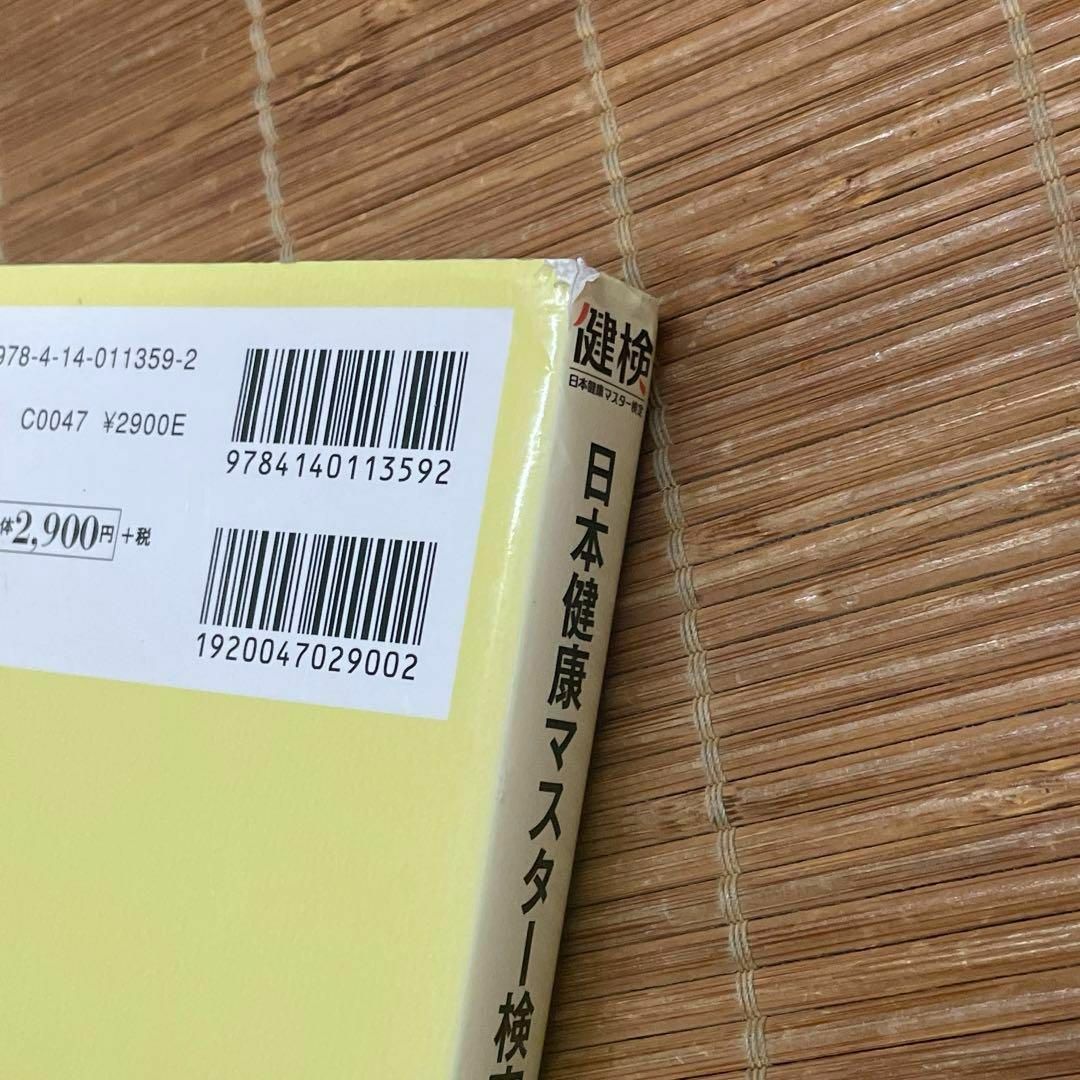 978-4-14-011359-2
C0047 ¥2900E
体2,900円+税
9784140113592
1920047029002
健検
日本健康マスター検定
日本健康マスター検